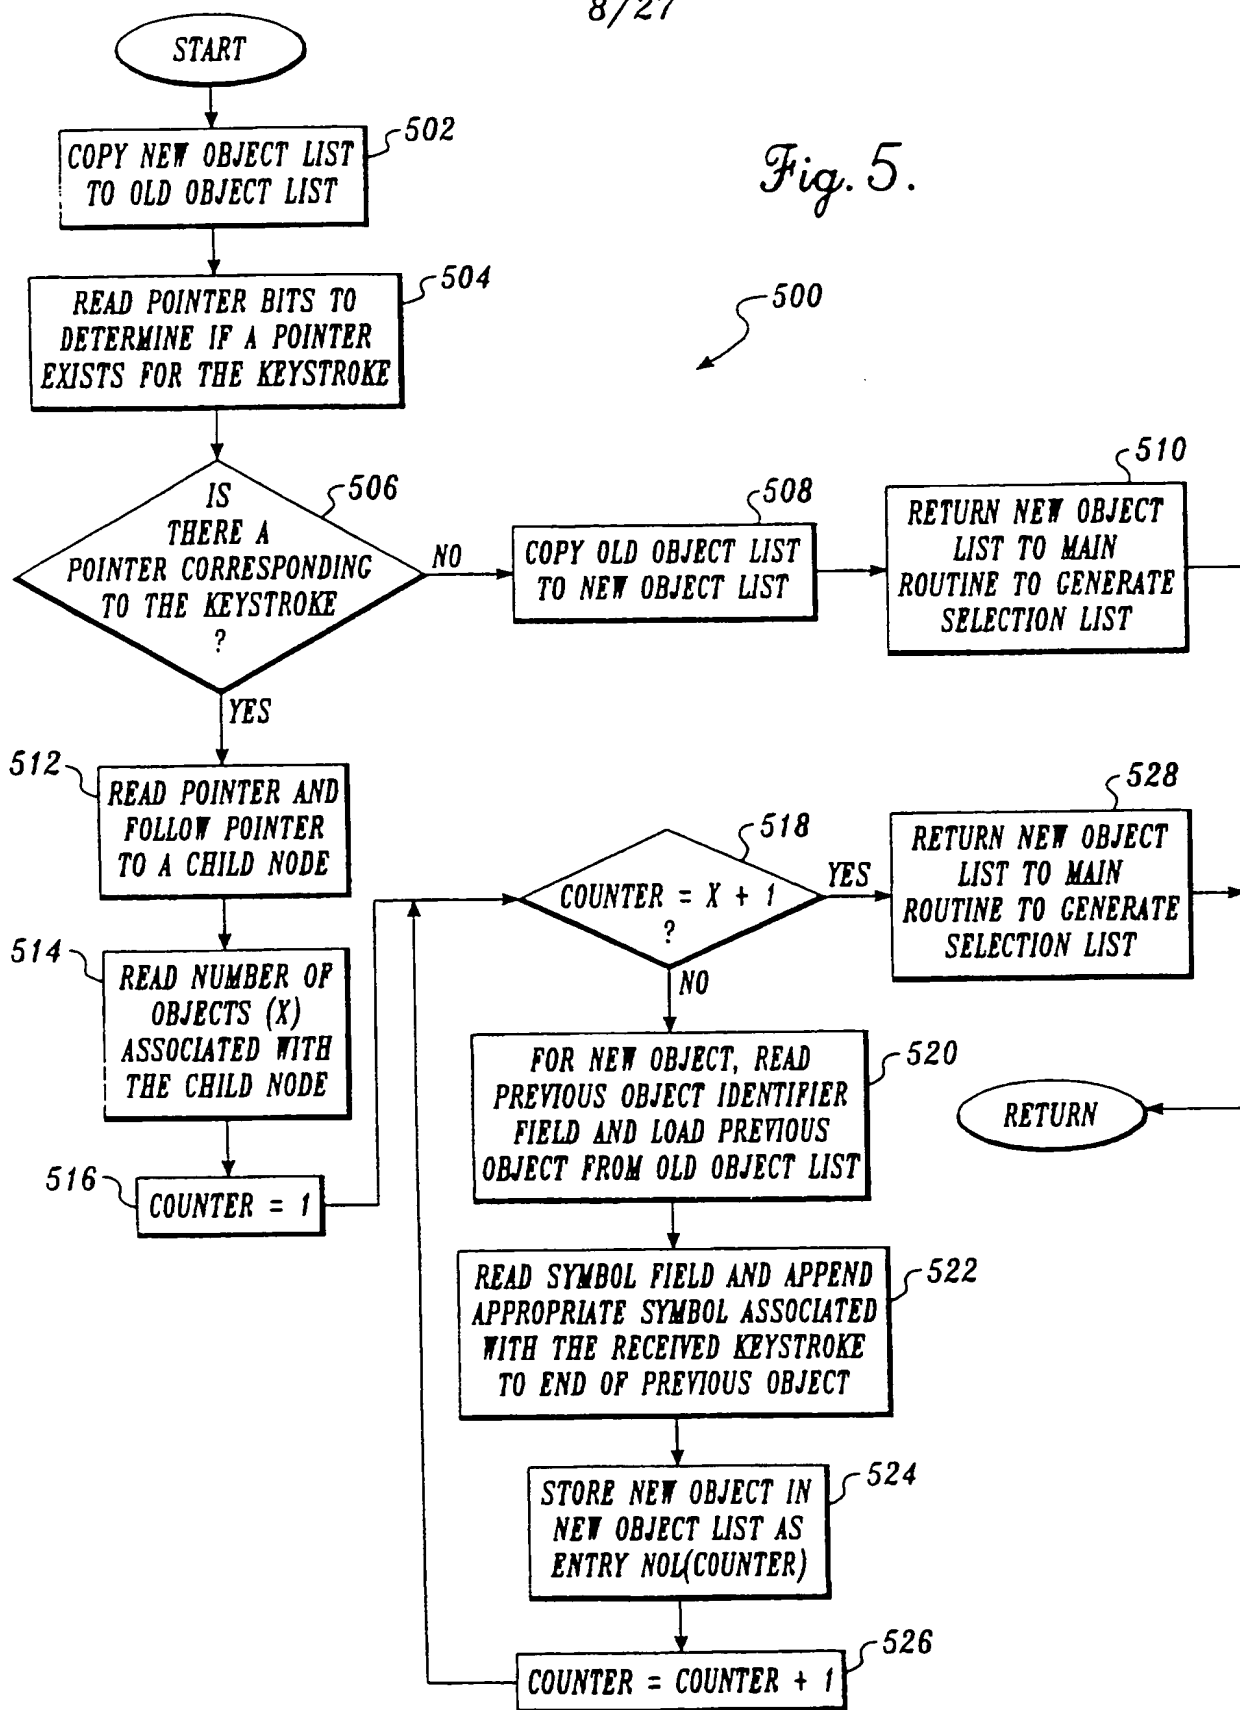 8/27
START
502
COPY NEW OBJECT LIST
TO OLD OBJECT LIST
Fig. 5.
504
READ POINTER BITS TO
DETERMINE IF A POINTER
EXISTS FOR THE KEYSTROKE
500
506
IS
THERE A
POINTER CORRESPONDING
TO THE KEYSTROKE
?
NO
508
COPY OLD OBJECT LIST
TO NEW OBJECT LIST
510
RETURN NEW OBJECT
LIST TO MAIN
ROUTINE TO GENERATE
SELECTION LIST
YES
512
READ POINTER AND
FOLLOW POINTER
TO A CHILD NODE
514
READ NUMBER OF
OBJECTS (X)
ASSOCIATED WITH
THE CHILD NODE
516
COUNTER = 1
518
COUNTER = X + 1
?
YES
528
RETURN NEW OBJECT
LIST TO MAIN
ROUTINE TO GENERATE
SELECTION LIST
NO
520
FOR NEW OBJECT, READ
PREVIOUS OBJECT IDENTIFIER
FIELD AND LOAD PREVIOUS
OBJECT FROM OLD OBJECT LIST
RETURN
522
READ SYMBOL FIELD AND APPEND
APPROPRIATE SYMBOL ASSOCIATED
WITH THE RECEIVED KEYSTROKE
TO END OF PREVIOUS OBJECT
524
STORE NEW OBJECT IN
NEW OBJECT LIST AS
ENTRY NOL(COUNTER)
526
COUNTER = COUNTER + 1